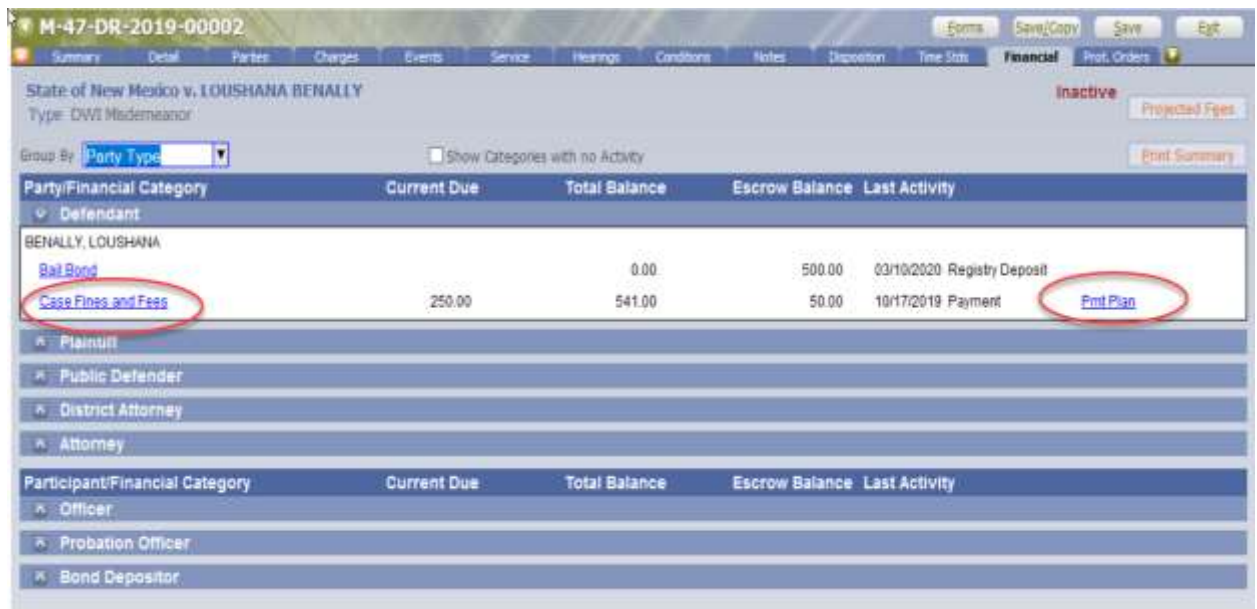 M-47-DR-2019-00002
Forms Save/Copy Save Exit
Summary Detail Parties Charges Events Service Hearings Conditions Notes Disposition Time Stds Financial Prot. Orders
State of New Mexico v. LOUSHANA BENALLY
Inactive
Type: DWI Misdemeanor
Projected Fees
Group By Party Type
Show Categories with no Activity
Print Summary
Party/Financial Category Current Due Total Balance Escrow Balance Last Activity
Defendant
BENALLY, LOUSHANA
Bail Bond 0.00 500.00 03/10/2020 Registry Deposit
Case Fines and Fees 250.00 541.00 50.00 10/17/2019 Payment Pmt Plan
Plaintiff
Public Defender
District Attorney
Attorney
Participant/Financial Category Current Due Total Balance Escrow Balance Last Activity
Officer
Probation Officer
Bond Depositor